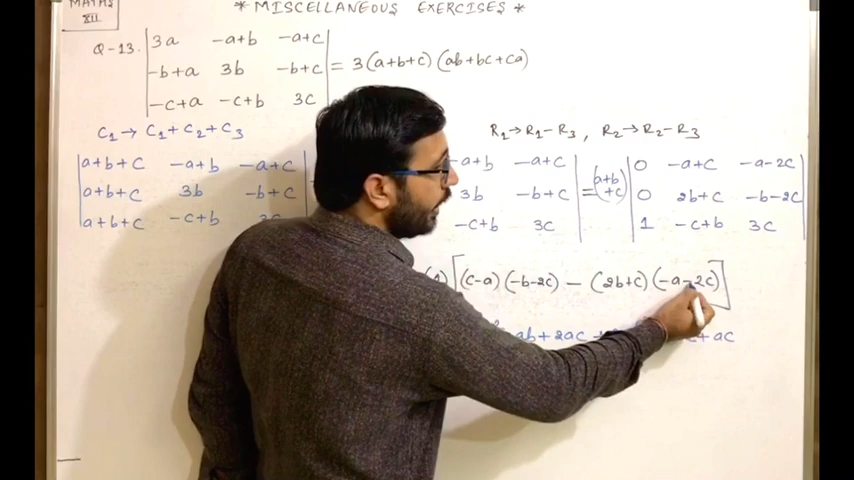 MATHS
XII
* MISCELLANEOUS EXERCISES *
Q-13. | 3a -a+b -a+c |
| -b+a 3b -b+c | = 3(a+b+c)(ab+bc+ca)
| -c+a -c+b 3c |
C₁→ C₁+C₂+C₃
R₁→R₁-R₃, R₂→R₂-R₃
| a+b+c -a+b -a+c | -a+b -a+c | | 0 -a+c -a-2c |
| a+b+c 3b -b+c 3b -b+c | = (a+b+c) | 0 2b+c -b-2c |
| a+b+c -c+b 3c -c+b 3c | | 1 -c+b 3c |
[(c-a)(-b-2c) - (2b+c)(-a-2c)]
ab+2ac + + ac